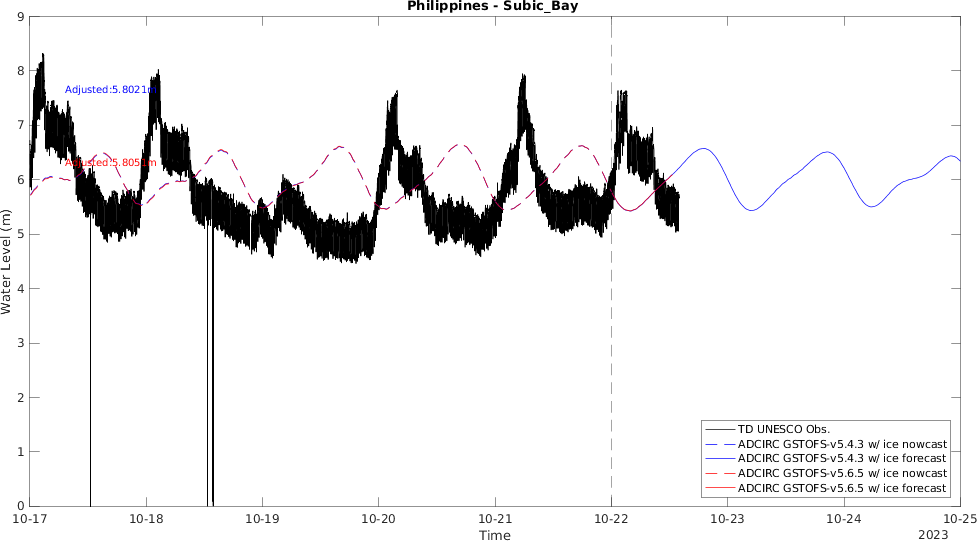 Philippines - Subic_Bay
9
8
7
6
5
4
3
2
1
0
Water Level (m)
Adjusted:5.8021m
Adjusted:5.8051m
TD UNESCO Obs.
ADCIRC GSTOFS-v5.4.3 w/ ice nowcast
ADCIRC GSTOFS-v5.4.3 w/ ice forecast
ADCIRC GSTOFS-v5.6.5 w/ ice nowcast
ADCIRC GSTOFS-v5.6.5 w/ ice forecast
10-17 10-18 10-19 10-20 10-21 10-22 10-23 10-24 10-25
Time
2023